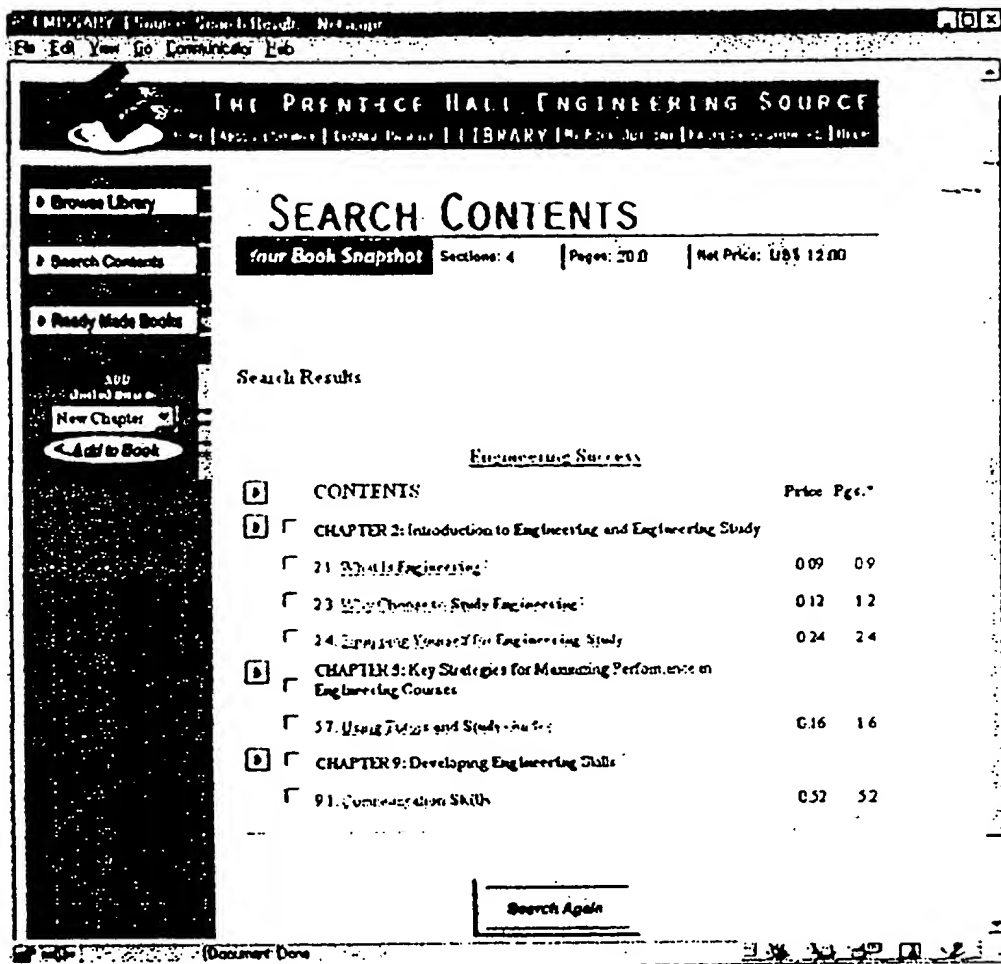 Edit View Go Communicator Help
THE PRENTICE HALL ENGINEERING SOURCE
LIBRARY
Browse Library
Search Contents
Ready Made Books
New Chapter
Add to Book
SEARCH CONTENTS
Your Book Snapshot Sections: 4 Pages: 20.0 Net Price: US$ 12.00
Search Results
Engineering Success
CONTENTS Price Pgs.*
CHAPTER 2: Introduction to Engineering and Engineering Study
2.1. What Is Engineering? 0.09 0.9
2.3. Why Choose to Study Engineering? 0.12 1.2
2.4. Yourself for Engineering Study 0.24 2.4
CHAPTER 5: Key Strategies for Maximizing Performance in
Engineering Courses
5.7. Using Tutors and Study 0.16 1.6
CHAPTER 9: Developing Engineering Skills
9.1. Communication Skills 0.52 5.2
Search Again
Document Done